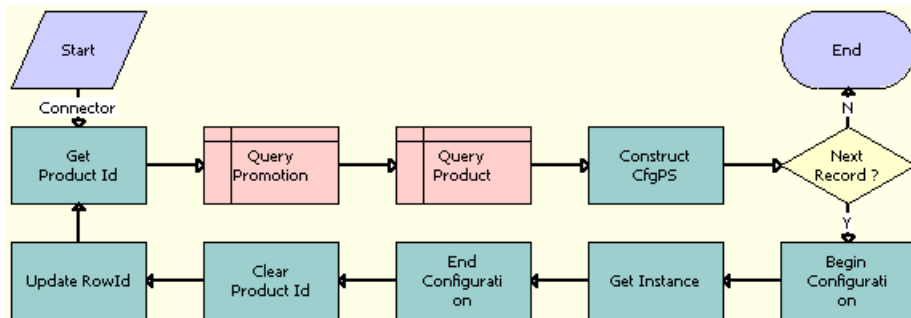 Start
End
Connector
N
Get
Product Id
Query
Promotion
Query
Product
Construct
CfgPS
Next
Record ?
Y
Update RowId
Clear
Product Id
End
Configurati
on
Get Instance
Begin
Configurati
on